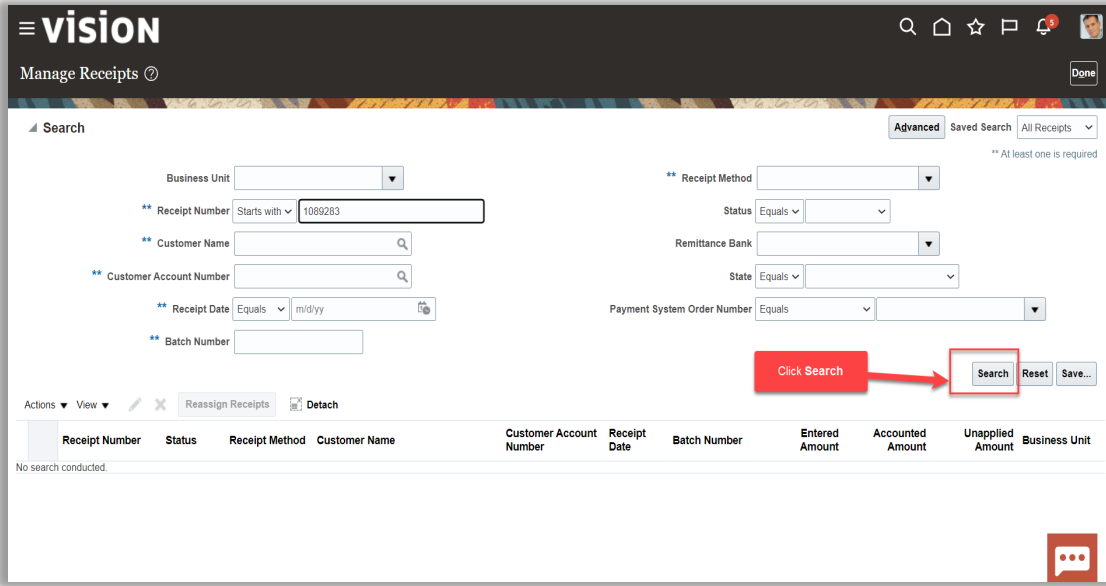 vision
5
Manage Receipts ?
Done
Search
Advanced Saved Search All Receipts
** At least one is required
Business Unit
** Receipt Method
** Receipt Number Starts with 1089283
Status Equals
** Customer Name
Remittance Bank
** Customer Account Number
State Equals
** Receipt Date Equals m/d/yy
Payment System Order Number Equals
** Batch Number
Click Search
Search Reset Save...
Actions View Reassign Receipts Detach
Receipt Number Status Receipt Method Customer Name Customer Account Number Receipt Date Batch Number Entered Amount Accounted Amount Unapplied Amount Business Unit
No search conducted.